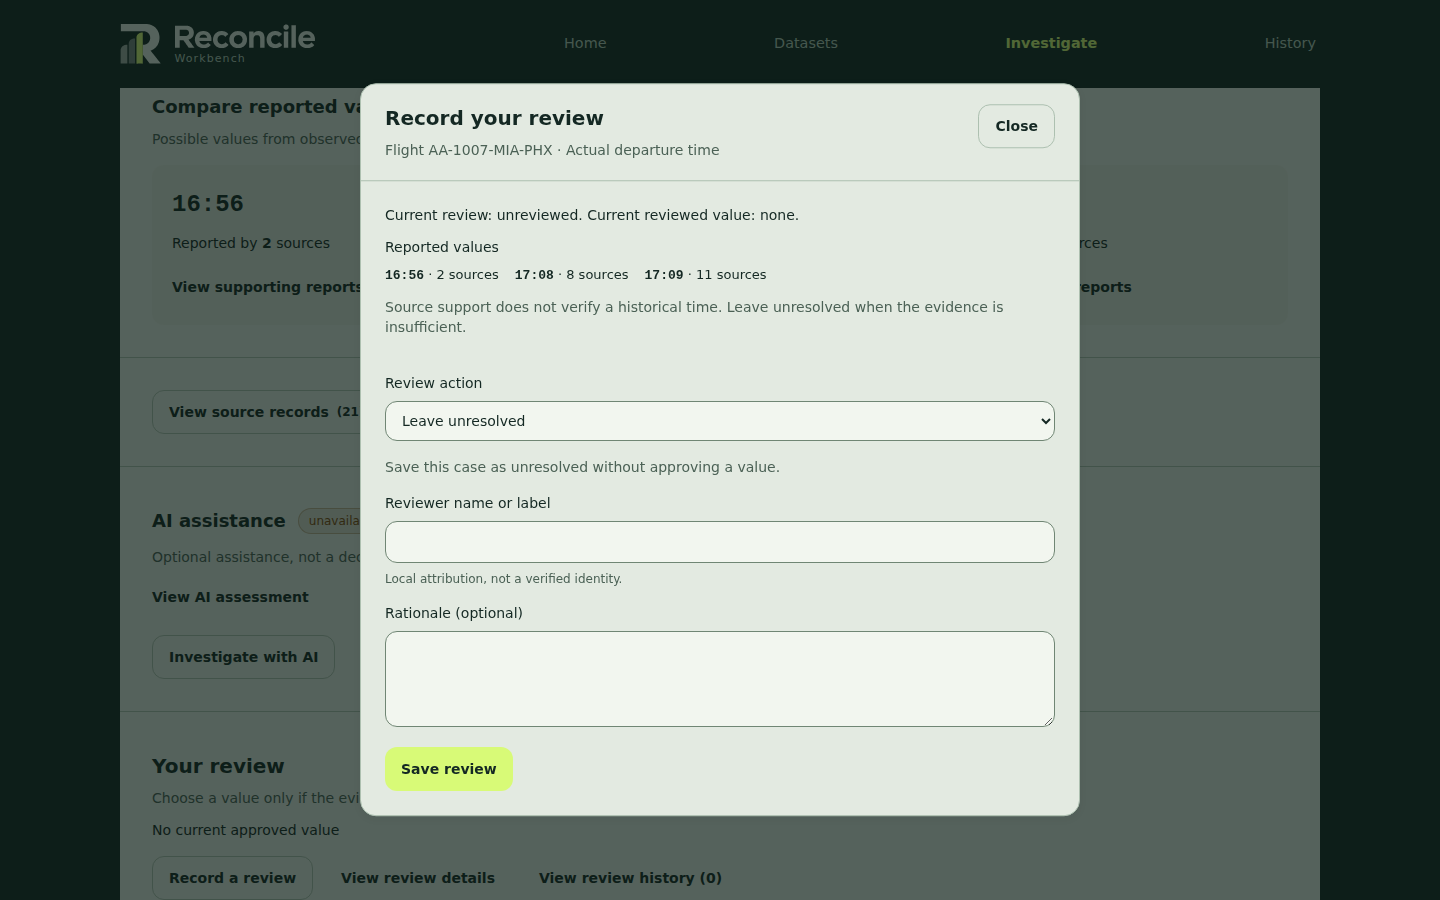 Reconcile
Workbench
Home
Datasets
Investigate
History
Compare reported
Possible values from observed
16:56
Reported by 2 sources
View supporting reports
Record your review
Flight AA-1007-MIA-PHX · Actual departure time
Close
Current review: unreviewed. Current reviewed value: none.
Reported values
16:56 · 2 sources 17:08 · 8 sources 17:09 · 11 sources
Source support does not verify a historical time. Leave unresolved when the evidence is
insufficient.
Review action
Leave unresolved
Save this case as unresolved without approving a value.
Reviewer name or label
Local attribution, not a verified identity.
Rationale (optional)
Save review
View source records (21
AI assistance
Optional assistance, not a
View AI assessment
Investigate with AI
Your review
Choose a value only if the
No current approved value
Record a review
View review details
View review history (0)